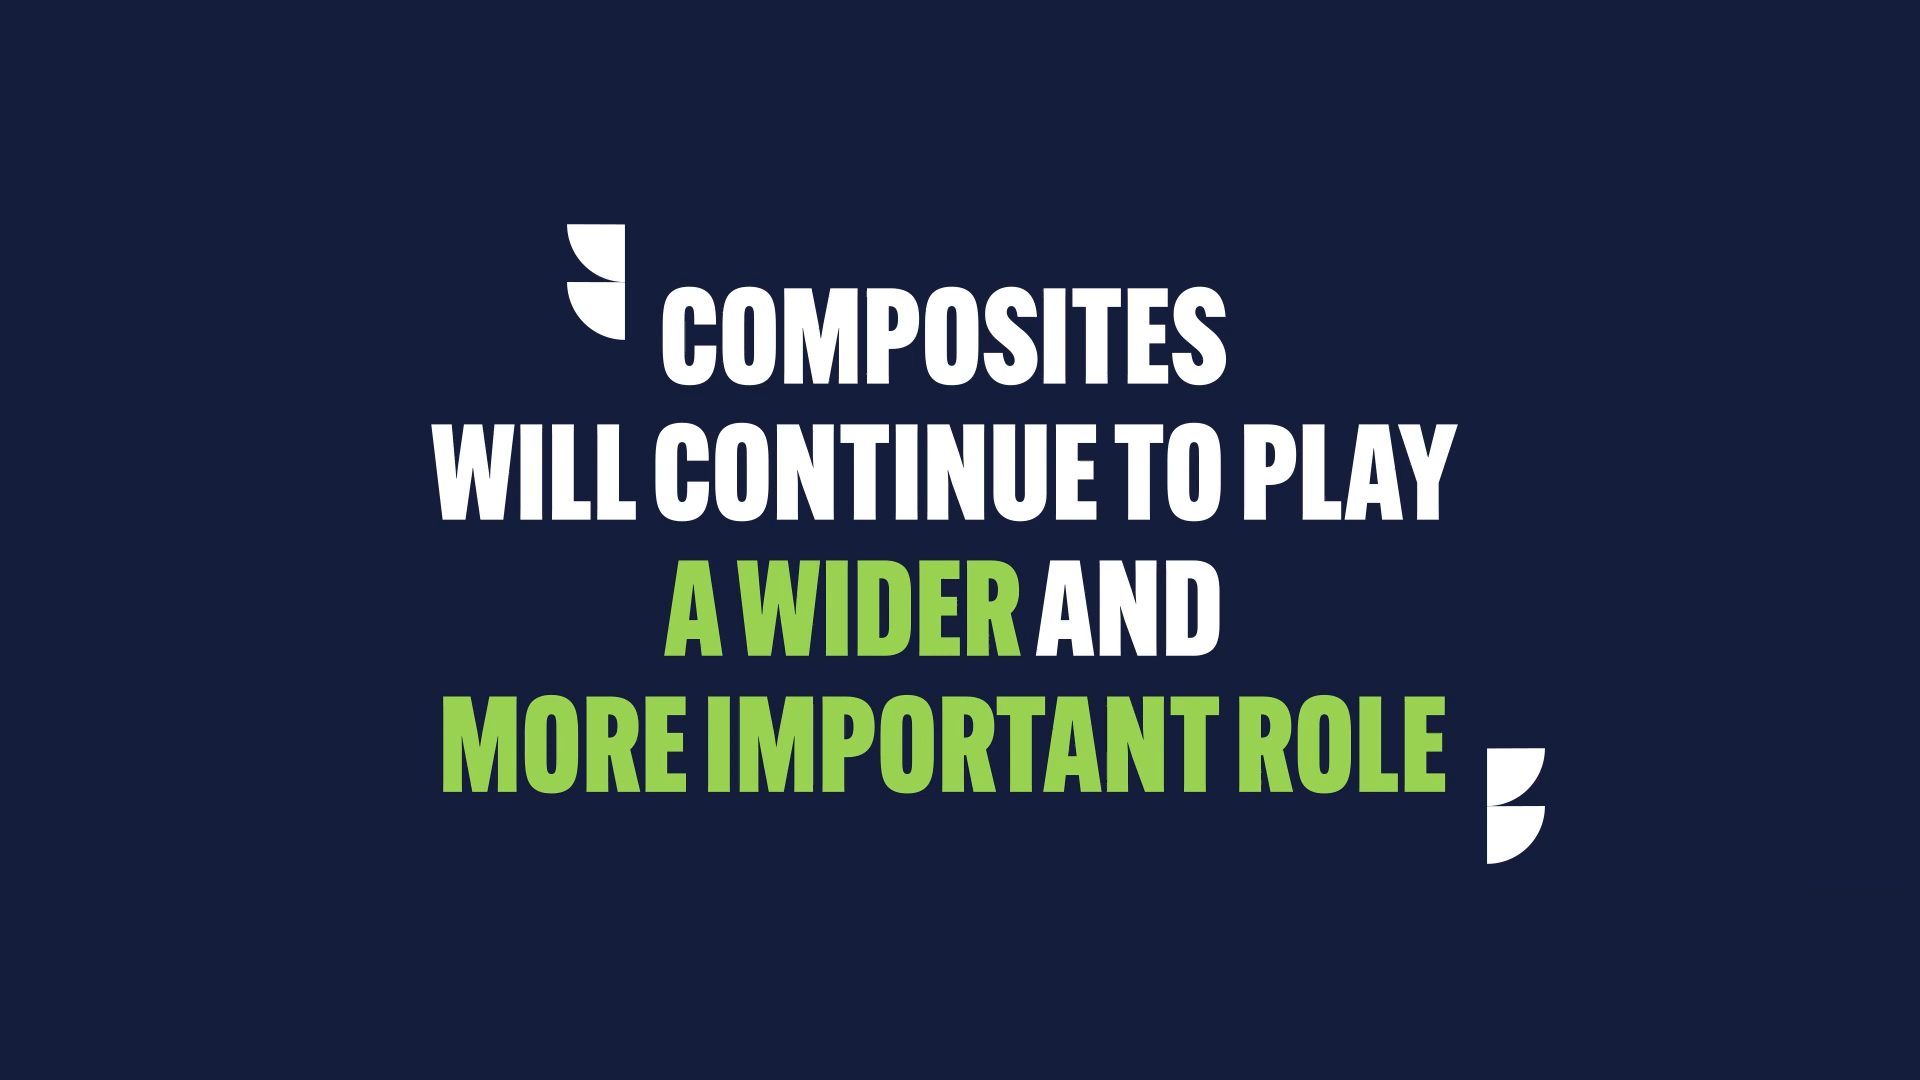 COMPOSITES
WILL CONTINUE TO PLAY
A WIDER AND
MORE IMPORTANT ROLE